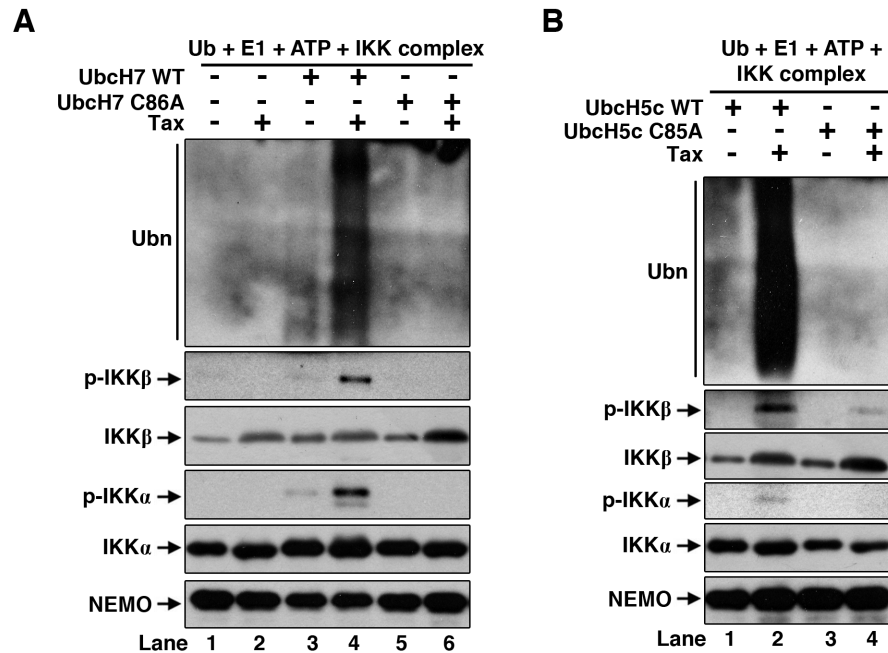 A
Ub + E1 + ATP + IKK complex
UbcH7 WT - - + + - -
UbcH7 C86A - - - - + +
Tax - + - + - +
Ubn
p-IKKβ
IKKβ
p-IKKα
IKKα
NEMO
Lane 1 2 3 4 5 6
B
Ub + E1 + ATP +
IKK complex
UbcH5c WT + + - -
UbcH5c C85A - - + +
Tax - + - +
Ubn
p-IKKβ
IKKβ
p-IKKα
IKKα
NEMO
Lane 1 2 3 4